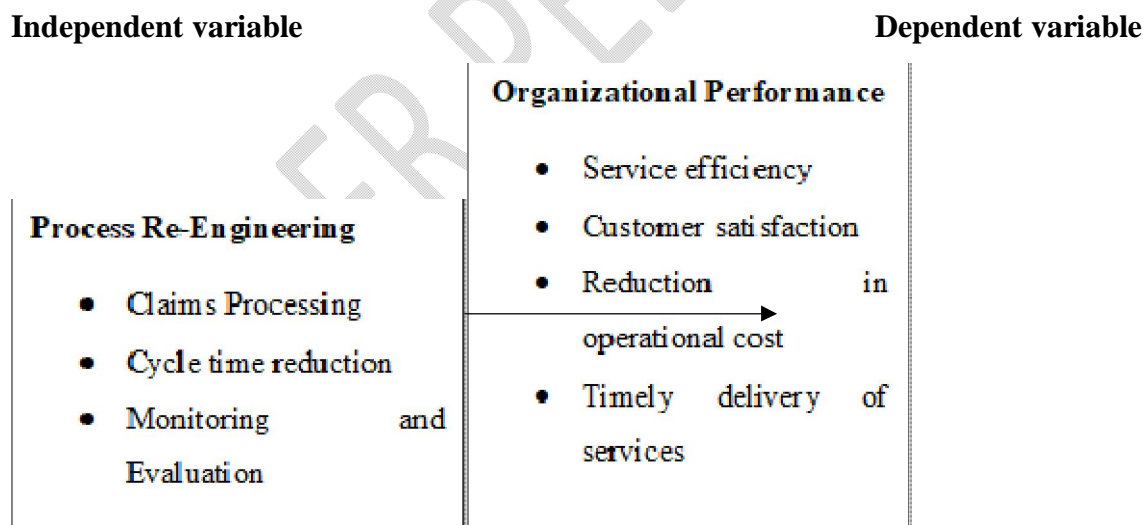 Independent variable Dependent variable
Organizational Performance
• Service efficiency
• Customer satisfaction
• Reduction in
operational cost
• Timely delivery of
services
Process Re-Engineering
• Claims Processing
• Cycle time reduction
• Monitoring and
Evaluation